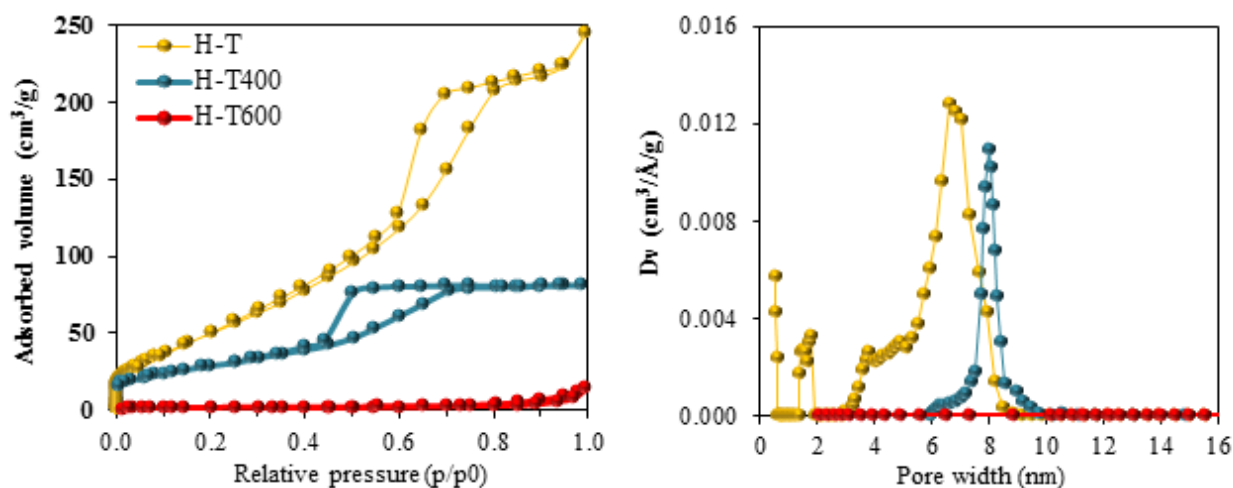 250
200
150
100
50
0
Adsorbed volume (cm³/g)
H-T
H-T400
H-T600
0.0 0.2 0.4 0.6 0.8 1.0
Relative pressure (p/p0)
0.016
0.012
0.008
0.004
0.000
Dv (cm³/Å/g)
0 2 4 6 8 10 12 14 16
Pore width (nm)